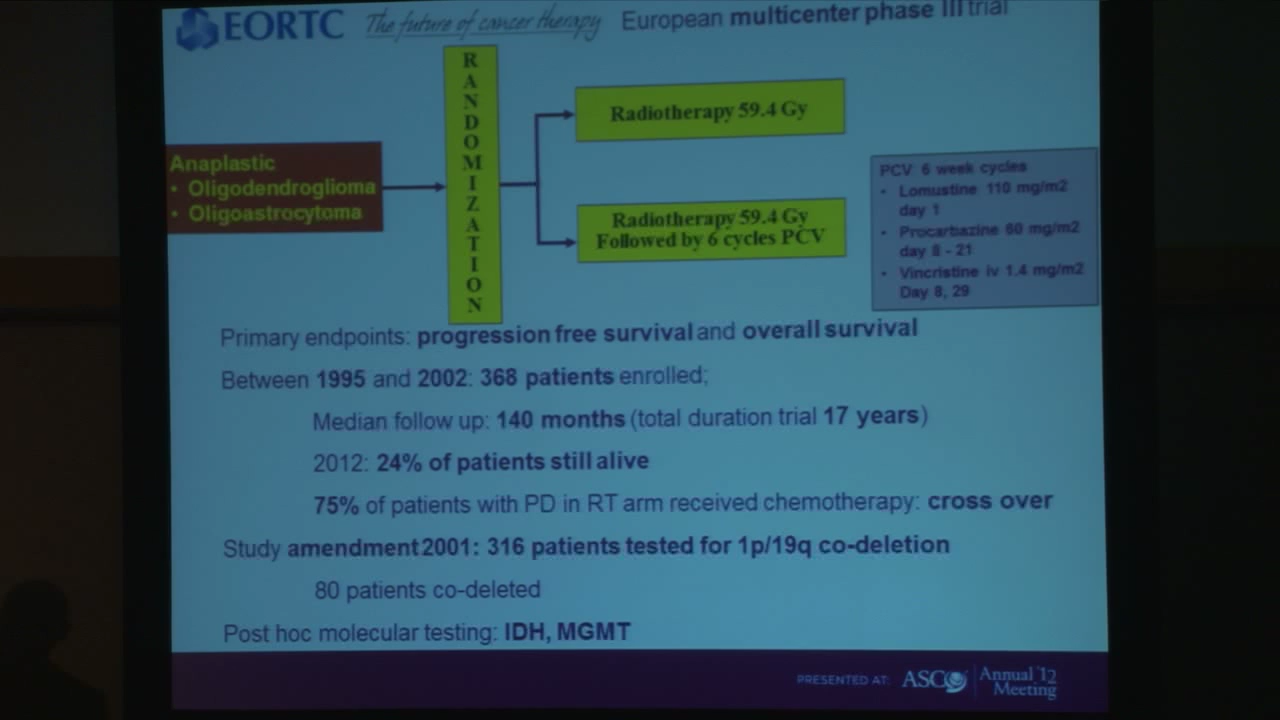 EORTC The future of cancer therapy European multicenter phase III trial
RANDOMIZATION
Radiotherapy 59.4 Gy
Anaplastic
• Oligodendroglioma
• Oligoastrocytoma
Radiotherapy 59.4 Gy
Followed by 6 cycles PCV
PCV: 6 week cycles
• Lomustine 110 mg/m2
day 1
• Procarbazine 60 mg/m2
day 8 - 21
• Vincristine iv 1.4 mg/m2
Day 8, 29
Primary endpoints: progression free survival and overall survival
Between 1995 and 2002: 368 patients enrolled;
Median follow up: 140 months (total duration trial 17 years)
2012: 24% of patients still alive
75% of patients with PD in RT arm received chemotherapy: cross over
Study amendment 2001: 316 patients tested for 1p/19q co-deletion
80 patients co-deleted
Post hoc molecular testing: IDH, MGMT
PRESENTED AT: ASCO Annual '12
Meeting